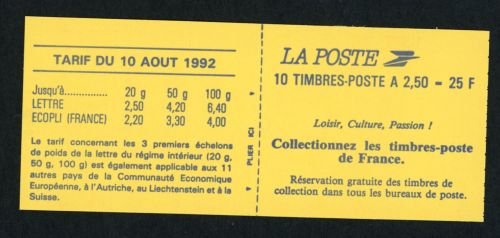 TARIF DU 10 AOUT 1992
Jusqu'à............... 20 g 50 g 100 g
LETTRE 2,50 4,20 6,40
ECOPLI (FRANCE) 2,20 3,30 4,00
Le tarif concernant les 3 premiers échelons
de poids de la lettre du régime intérieur (20 g,
50 g, 100 g) est également applicable aux 11
autres pays de la Communauté Economique
Européenne, à l'Autriche, au Liechtenstein et à la
Suisse.
PLIER ICI
LA POSTE
10 TIMBRES-POSTE A 2,50 = 25 F
Loisir, Culture, Passion !
Collectionnez les timbres-poste
de France.
Réservation gratuite des timbres de
collection dans tous les bureaux de poste.